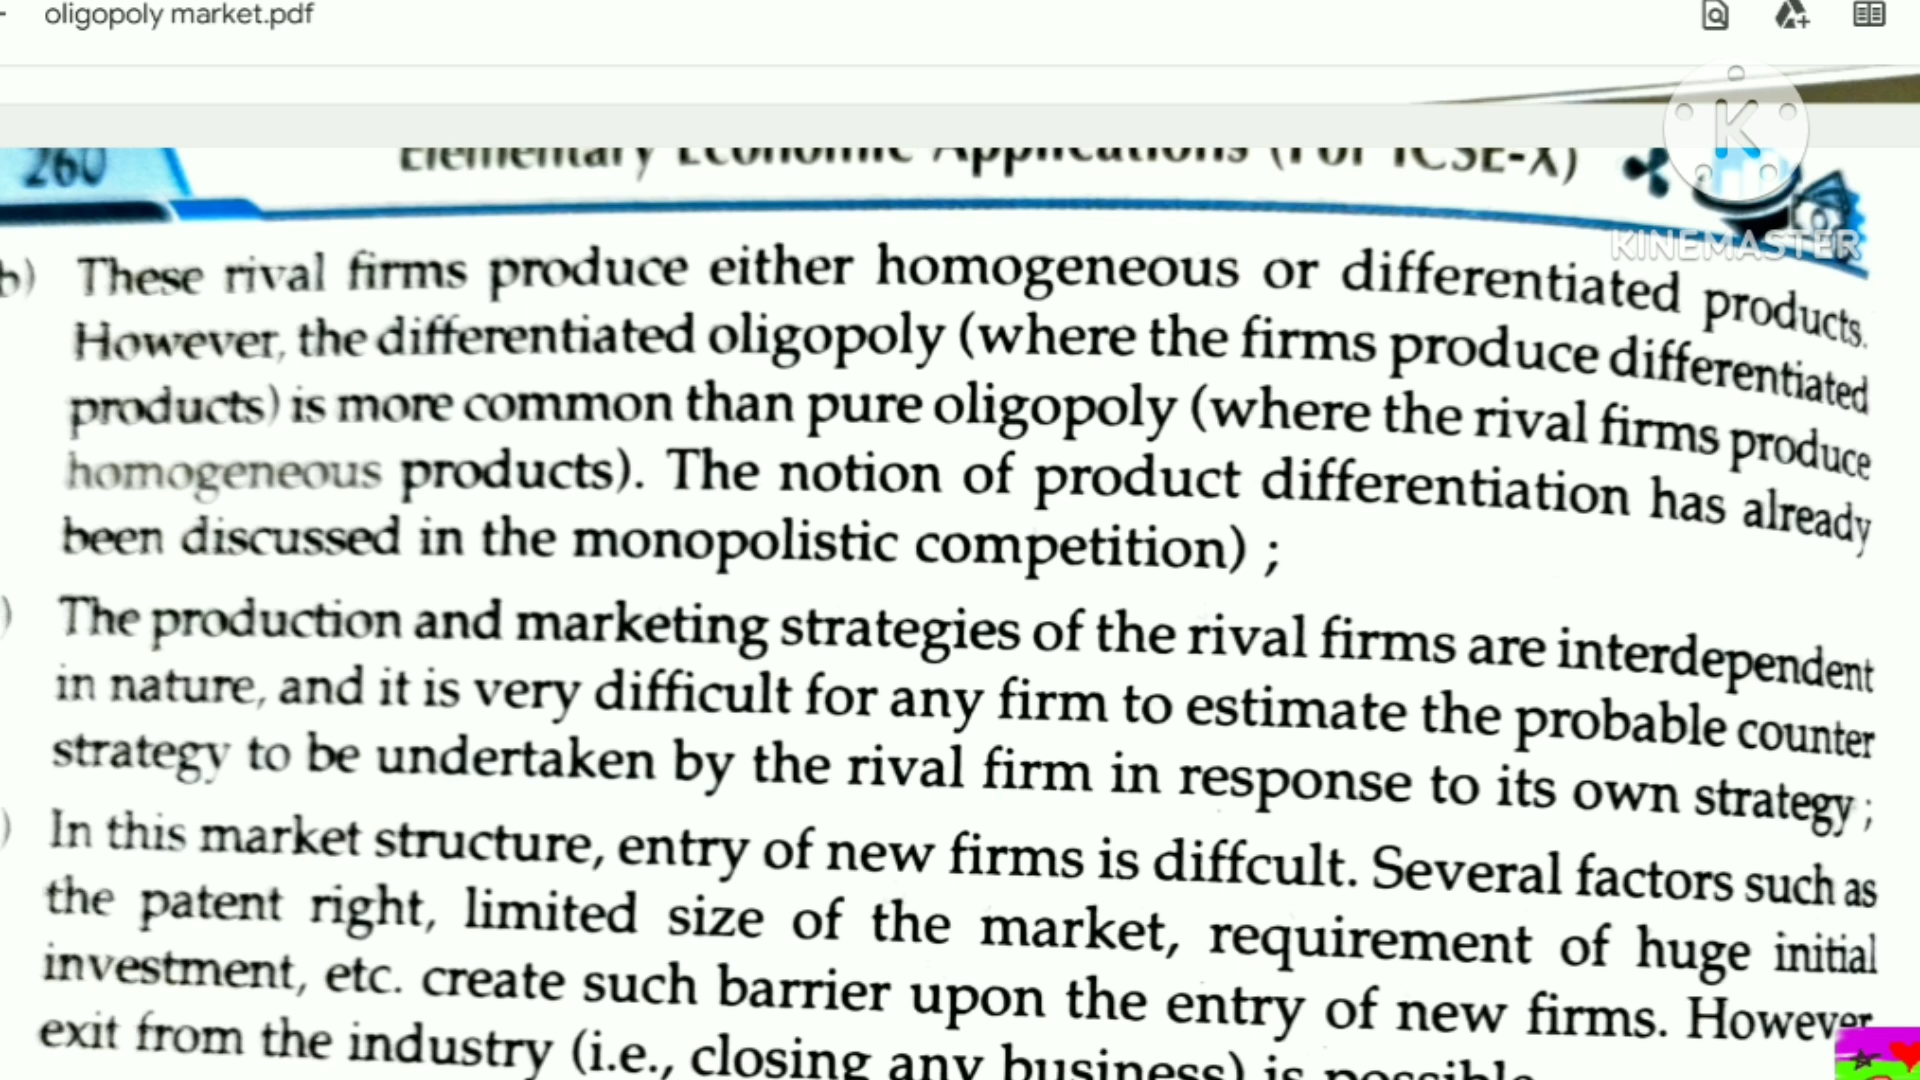 oligopoly market.pdf
260
Elementary Economic Applications (For ICSE-X)
KINEMASTER
b) These rival firms produce either homogeneous or differentiated products.
However, the differentiated oligopoly (where the firms produce differentiated
products) is more common than pure oligopoly (where the rival firms produce
homogeneous products). The notion of product differentiation has already
been discussed in the monopolistic competition) ;
) The production and marketing strategies of the rival firms are interdependent
in nature, and it is very difficult for any firm to estimate the probable counter
strategy to be undertaken by the rival firm in response to its own strategy ;
) In this market structure, entry of new firms is diffcult. Several factors such as
the patent right, limited size of the market, requirement of huge initial
investment, etc. create such barrier upon the entry of new firms. However
exit from the industry (i.e., closing any business) is possible